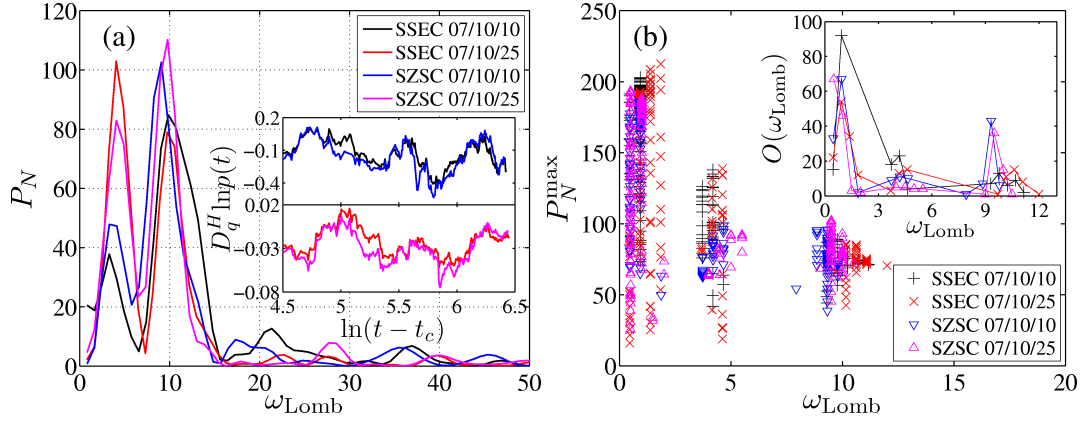 (a)
SSEC 07/10/10
SSEC 07/10/25
SZSC 07/10/10
SZSC 07/10/25
120
100
80
60
40
20
0
P_N
0
10
20
30
40
50
ω_Lomb
0.2
−0.1
−0.4
0.02
−0.03
−0.08
D_q^H ln p(t)
4.5
5
5.5
6
6.5
ln(t − t_c)
(b)
250
200
150
100
50
0
P_N^max
0
5
10
15
20
ω_Lomb
100
80
60
40
20
0
O(ω_Lomb)
0
3
6
9
12
ω_Lomb
SSEC 07/10/10
SSEC 07/10/25
SZSC 07/10/10
SZSC 07/10/25